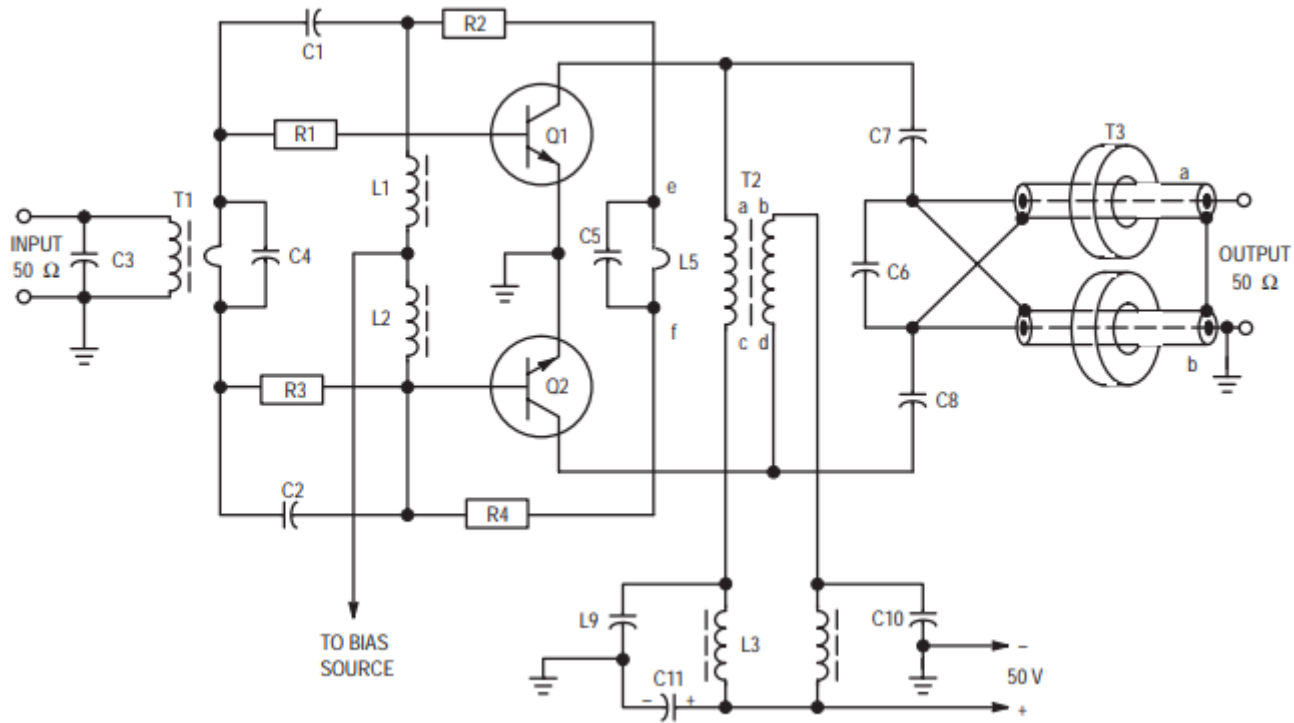 C1
R2
R1
Q1
C7
T3
a
T1
L1
e
T2
a b
INPUT
50 Ω
C3
C4
C5
L5
C6
OUTPUT
50 Ω
L2
f
c d
b
R3
Q2
C8
C2
R4
L9
L3
C10
TO BIAS
SOURCE
–
50 V
C11
– +
+